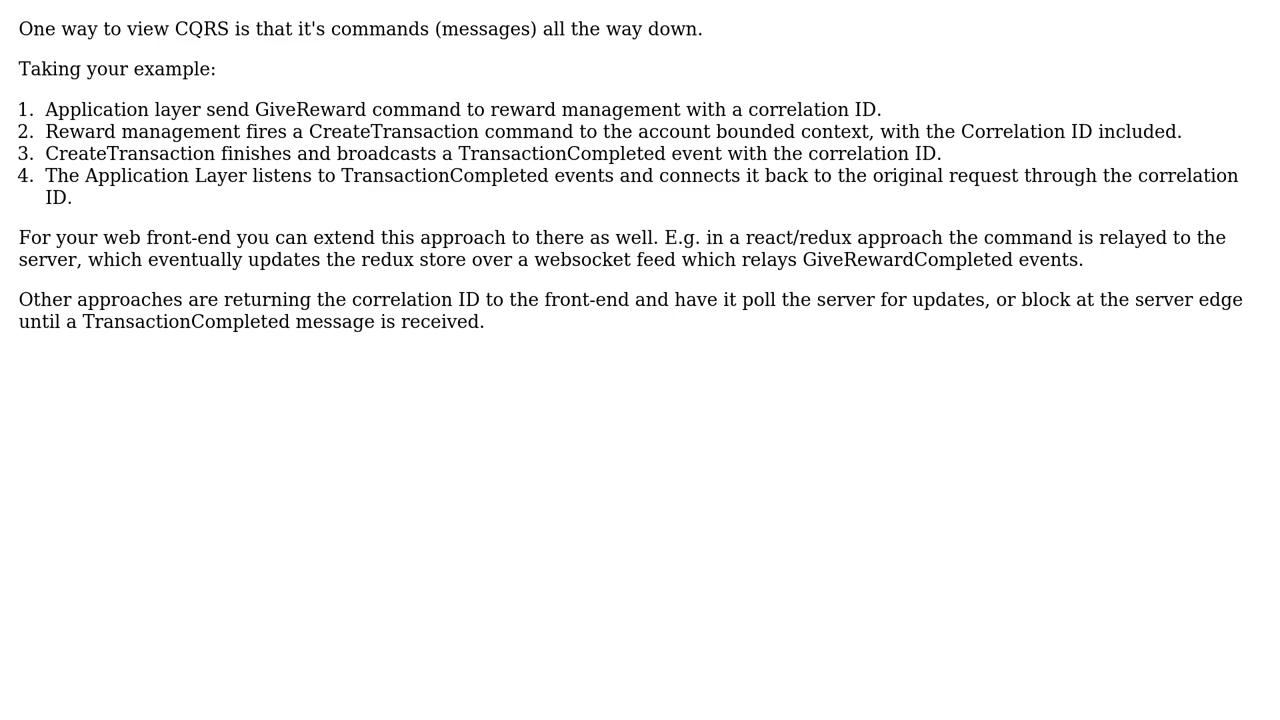 One way to view CQRS is that it's commands (messages) all the way down.
Taking your example:
1. Application layer send GiveReward command to reward management with a correlation ID.
2. Reward management fires a CreateTransaction command to the account bounded context, with the Correlation ID included.
3. CreateTransaction finishes and broadcasts a TransactionCompleted event with the correlation ID.
4. The Application Layer listens to TransactionCompleted events and connects it back to the original request through the correlation
ID.
For your web front-end you can extend this approach to there as well. E.g. in a react/redux approach the command is relayed to the
server, which eventually updates the redux store over a websocket feed which relays GiveRewardCompleted events.
Other approaches are returning the correlation ID to the front-end and have it poll the server for updates, or block at the server edge
until a TransactionCompleted message is received.